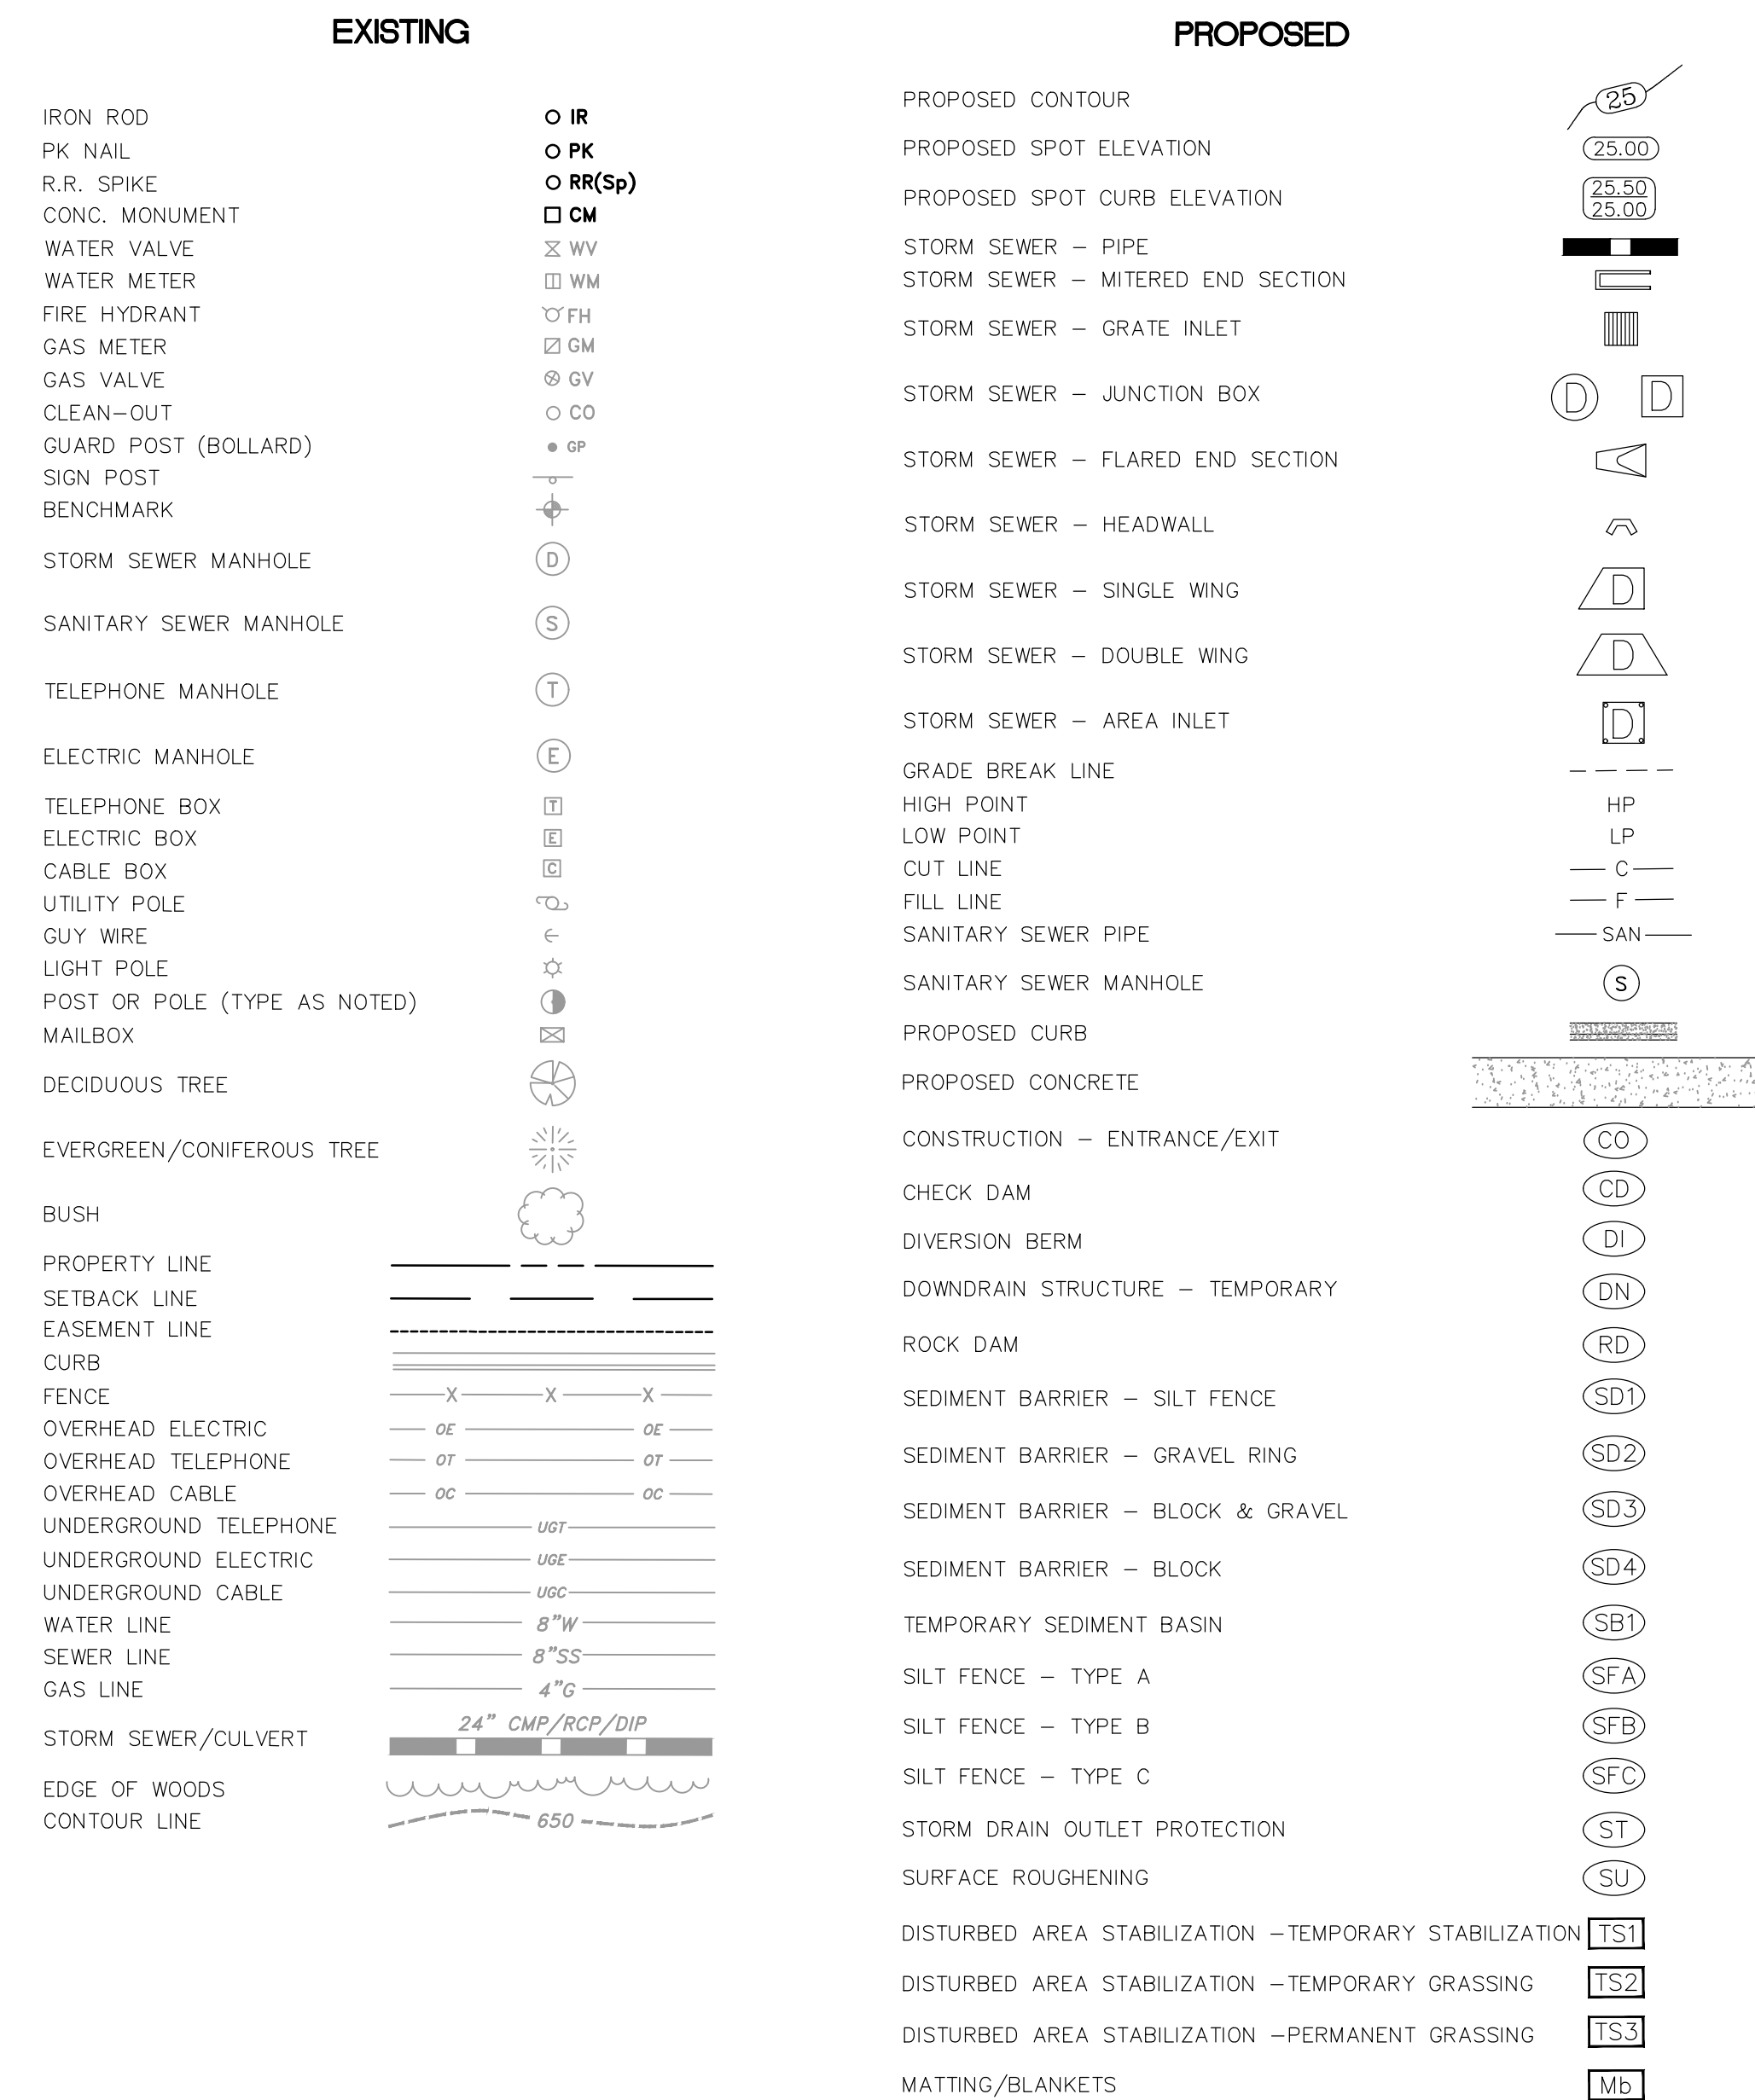 EXISTING
IRON ROD IR
PK NAIL PK
R.R. SPIKE RR(Sp)
CONC. MONUMENT CM
WATER VALVE WV
WATER METER WM
FIRE HYDRANT FH
GAS METER GM
GAS VALVE GV
CLEAN-OUT CO
GUARD POST (BOLLARD) GP
SIGN POST
BENCHMARK
STORM SEWER MANHOLE D
SANITARY SEWER MANHOLE S
TELEPHONE MANHOLE T
ELECTRIC MANHOLE E
TELEPHONE BOX T
ELECTRIC BOX E
CABLE BOX C
UTILITY POLE
GUY WIRE
LIGHT POLE
POST OR POLE (TYPE AS NOTED)
MAILBOX
DECIDUOUS TREE
EVERGREEN/CONIFEROUS TREE
BUSH
PROPERTY LINE
SETBACK LINE
EASEMENT LINE
CURB
FENCE X X X
OVERHEAD ELECTRIC OE OE
OVERHEAD TELEPHONE OT OT
OVERHEAD CABLE OC OC
UNDERGROUND TELEPHONE UGT
UNDERGROUND ELECTRIC UGE
UNDERGROUND CABLE UGC
WATER LINE 8"W
SEWER LINE 8"SS
GAS LINE 4"G
24" CMP/RCP/DIP
STORM SEWER/CULVERT
EDGE OF WOODS
CONTOUR LINE 650
PROPOSED
PROPOSED CONTOUR 25
PROPOSED SPOT ELEVATION 25.00
PROPOSED SPOT CURB ELEVATION 25.50
25.00
STORM SEWER - PIPE
STORM SEWER - MITERED END SECTION
STORM SEWER - GRATE INLET
STORM SEWER - JUNCTION BOX D D
STORM SEWER - FLARED END SECTION
STORM SEWER - HEADWALL
STORM SEWER - SINGLE WING D
STORM SEWER - DOUBLE WING D
STORM SEWER - AREA INLET D
GRADE BREAK LINE
HIGH POINT HP
LOW POINT LP
CUT LINE C
FILL LINE F
SANITARY SEWER PIPE SAN
SANITARY SEWER MANHOLE S
PROPOSED CURB
PROPOSED CONCRETE
CONSTRUCTION - ENTRANCE/EXIT CO
CHECK DAM CD
DIVERSION BERM DI
DOWNDRAIN STRUCTURE - TEMPORARY DN
ROCK DAM RD
SEDIMENT BARRIER - SILT FENCE SD1
SEDIMENT BARRIER - GRAVEL RING SD2
SEDIMENT BARRIER - BLOCK & GRAVEL SD3
SEDIMENT BARRIER - BLOCK SD4
TEMPORARY SEDIMENT BASIN SB1
SILT FENCE - TYPE A SFA
SILT FENCE - TYPE B SFB
SILT FENCE - TYPE C SFC
STORM DRAIN OUTLET PROTECTION ST
SURFACE ROUGHENING SU
DISTURBED AREA STABILIZATION -TEMPORARY STABILIZATION TS1
DISTURBED AREA STABILIZATION -TEMPORARY GRASSING TS2
DISTURBED AREA STABILIZATION -PERMANENT GRASSING TS3
MATTING/BLANKETS Mb